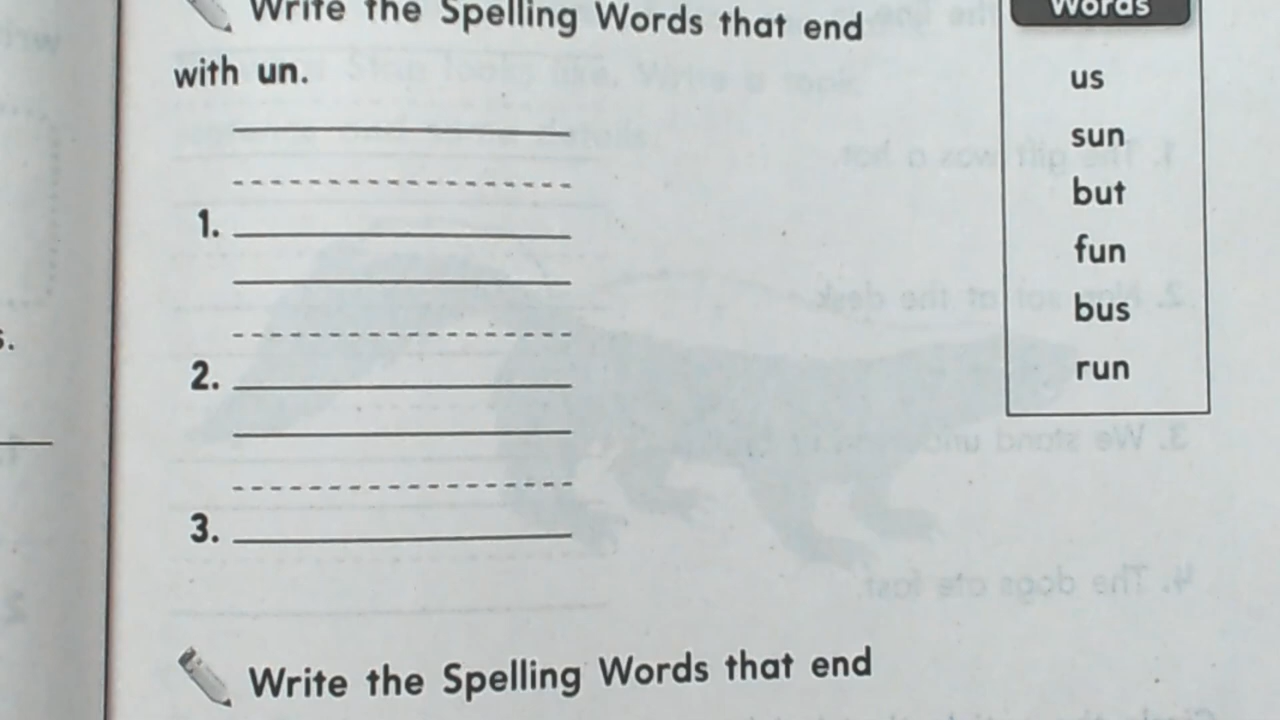 Write the Spelling Words that end
with un.
1.
2.
3.
Write the Spelling Words that end
Words
us
sun
but
fun
bus
run